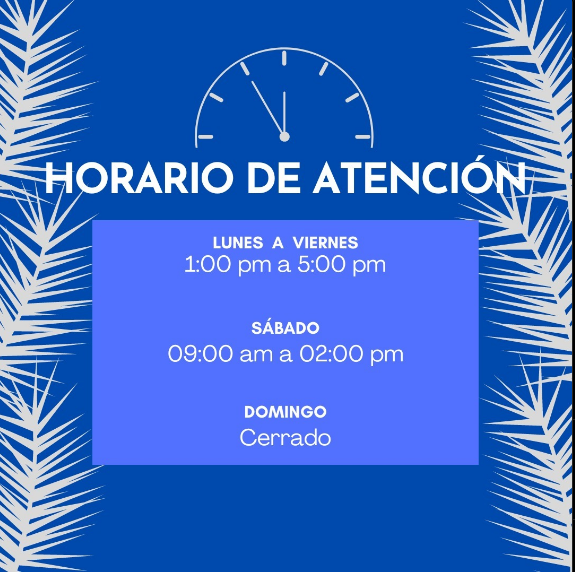 HORARIO DE ATENCIÓN
LUNES A VIERNES
1:00 pm a 5:00 pm
SÁBADO
09:00 am a 02:00 pm
DOMINGO
Cerrado